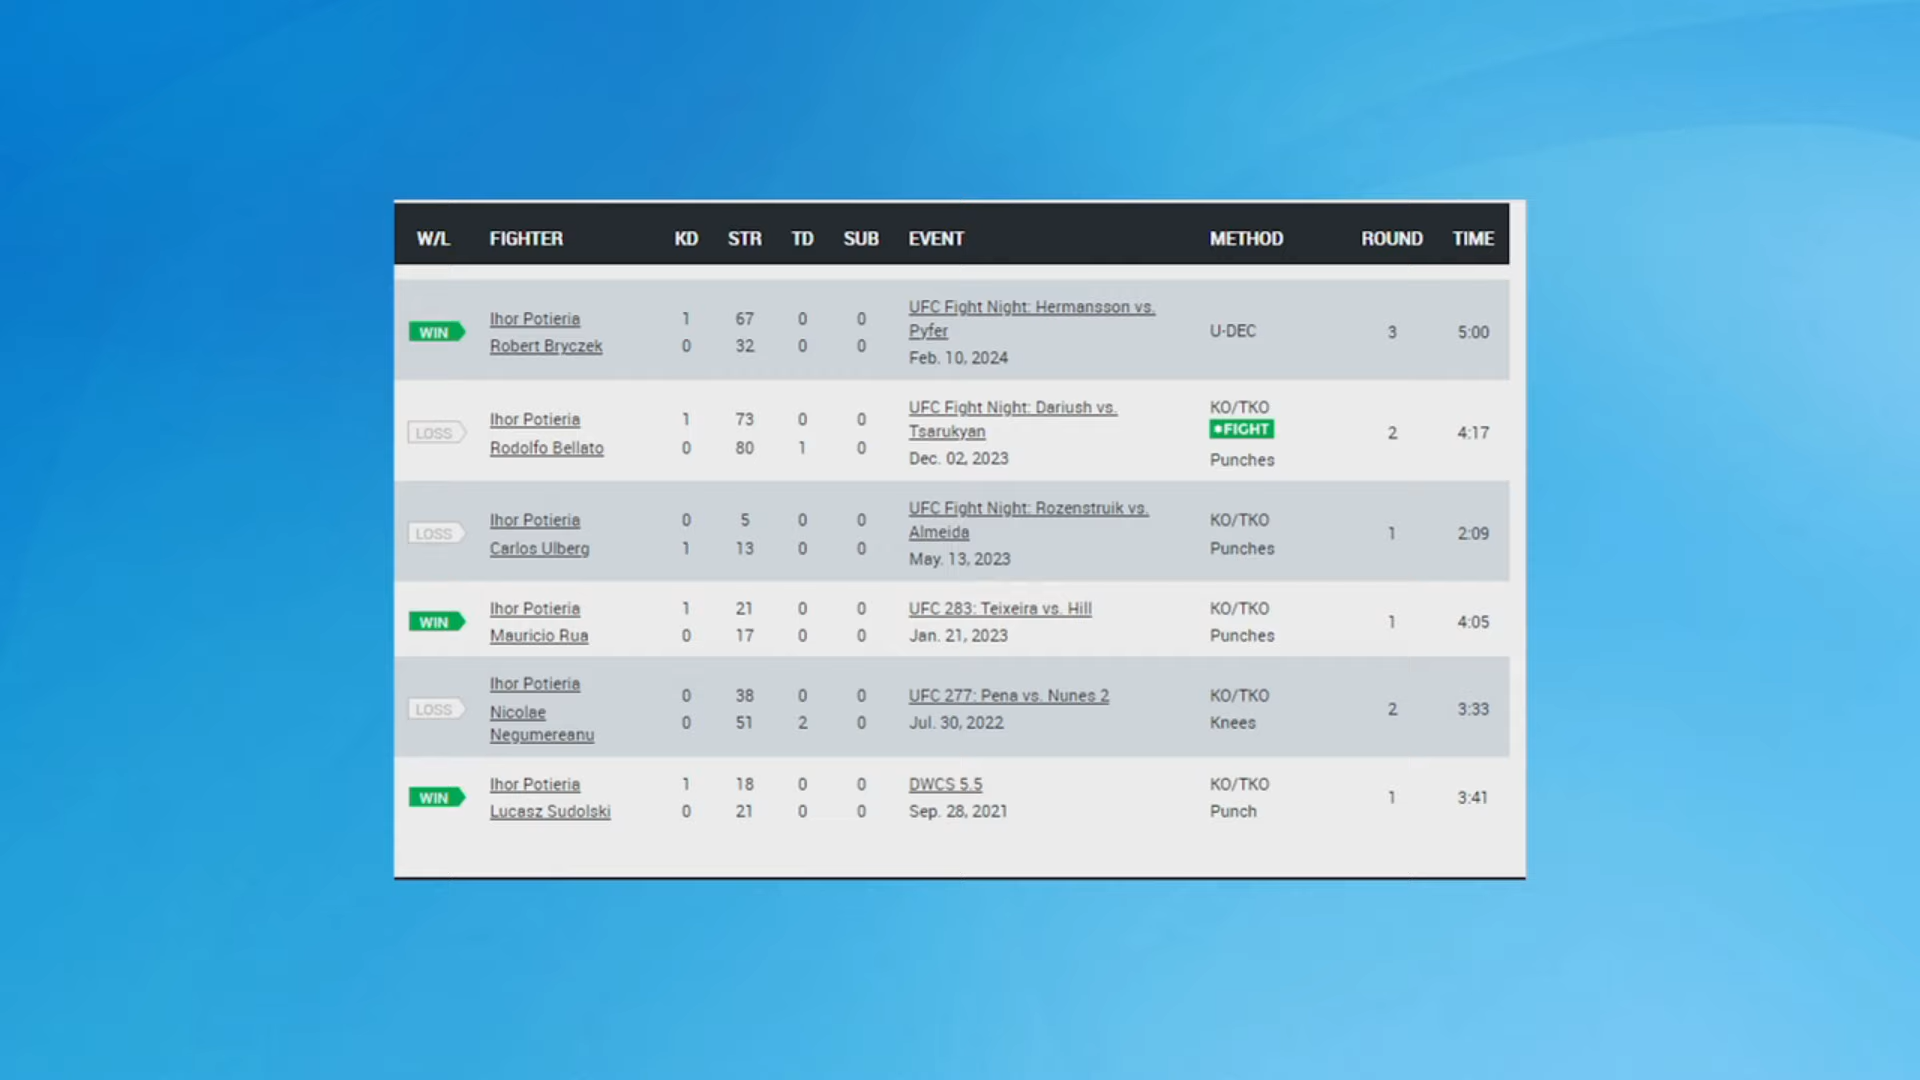 W/L FIGHTER KD STR TD SUB EVENT METHOD ROUND TIME
WIN
Ihor Potieria 1 67 0 0
Robert Bryczek 0 32 0 0
UFC Fight Night: Hermansson vs.
Pyfer
Feb. 10, 2024
U-DEC
3
5:00
LOSS
Ihor Potieria 1 73 0 0
Rodolfo Bellato 0 80 1 0
UFC Fight Night: Dariush vs.
Tsarukyan
Dec. 02, 2023
KO/TKO
FIGHT
Punches
2
4:17
LOSS
Ihor Potieria 0 5 0 0
Carlos Ulberg 1 13 0 0
UFC Fight Night: Rozenstruik vs.
Almeida
May. 13, 2023
KO/TKO
Punches
1
2:09
WIN
Ihor Potieria 1 21 0 0
Mauricio Rua 0 17 0 0
UFC 283: Teixeira vs. Hill
Jan. 21, 2023
KO/TKO
Punches
1
4:05
LOSS
Ihor Potieria
Nicolae
Negumereanu
0 38 0 0
0 51 2 0
UFC 277: Pena vs. Nunes 2
Jul. 30, 2022
KO/TKO
Knees
2
3:33
WIN
Ihor Potieria 1 18 0 0
Lucasz Sudolski 0 21 0 0
DWCS 5.5
Sep. 28, 2021
KO/TKO
Punch
1
3:41